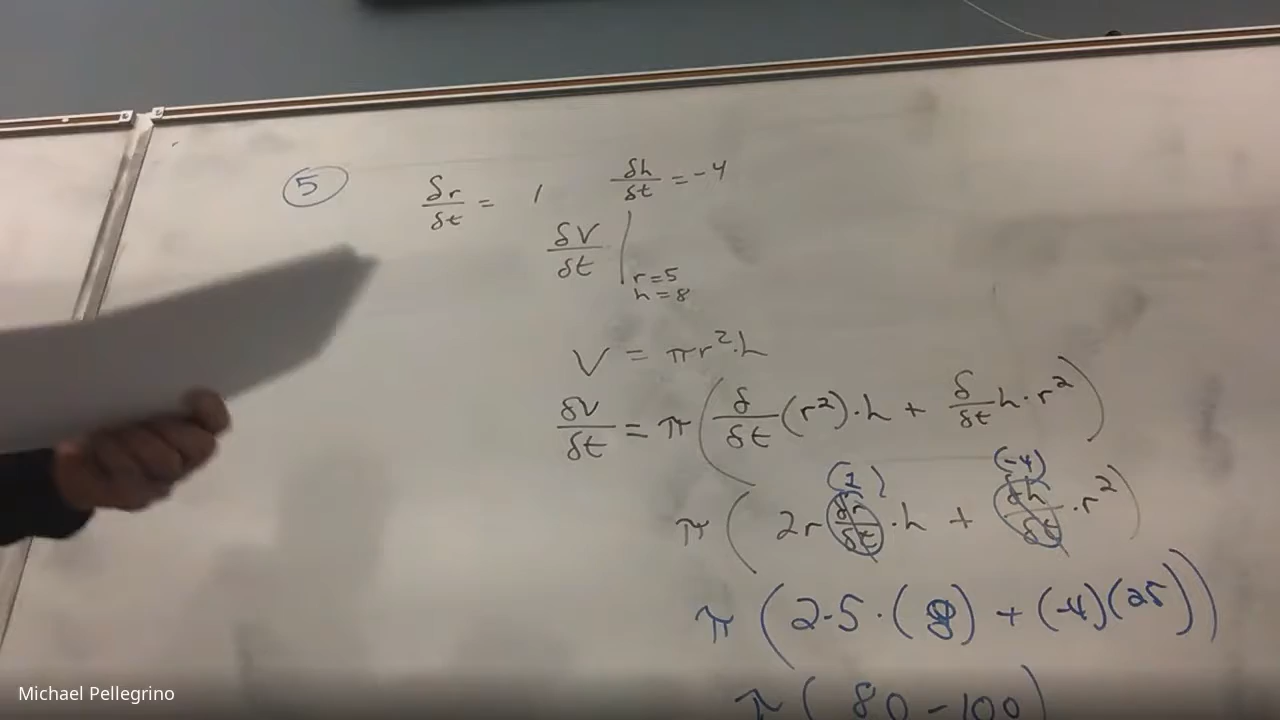 5 δr/δt = 1 δh/δt = -4
δV/δt | r=5 h=8
V = πr²·h
δV/δt = π( δ/δt (r²)·h + δ/δt h·r² )
(1) (-4)
π( 2r δr/δt ·h + δh/δt ·r² )
π( 2·5·(8) + (-4)(25) )
π( 80 - 100 )
Michael Pellegrino